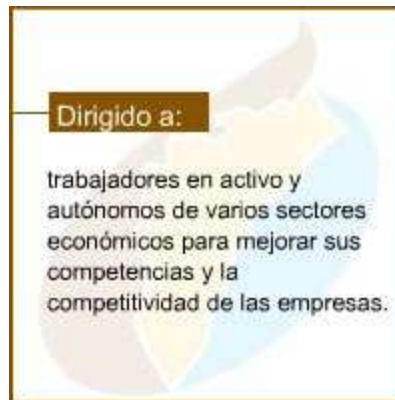 Dirigido a:
trabajadores en activo y
autónomos de varios sectores
económicos para mejorar sus
competencias y la
competitividad de las empresas.